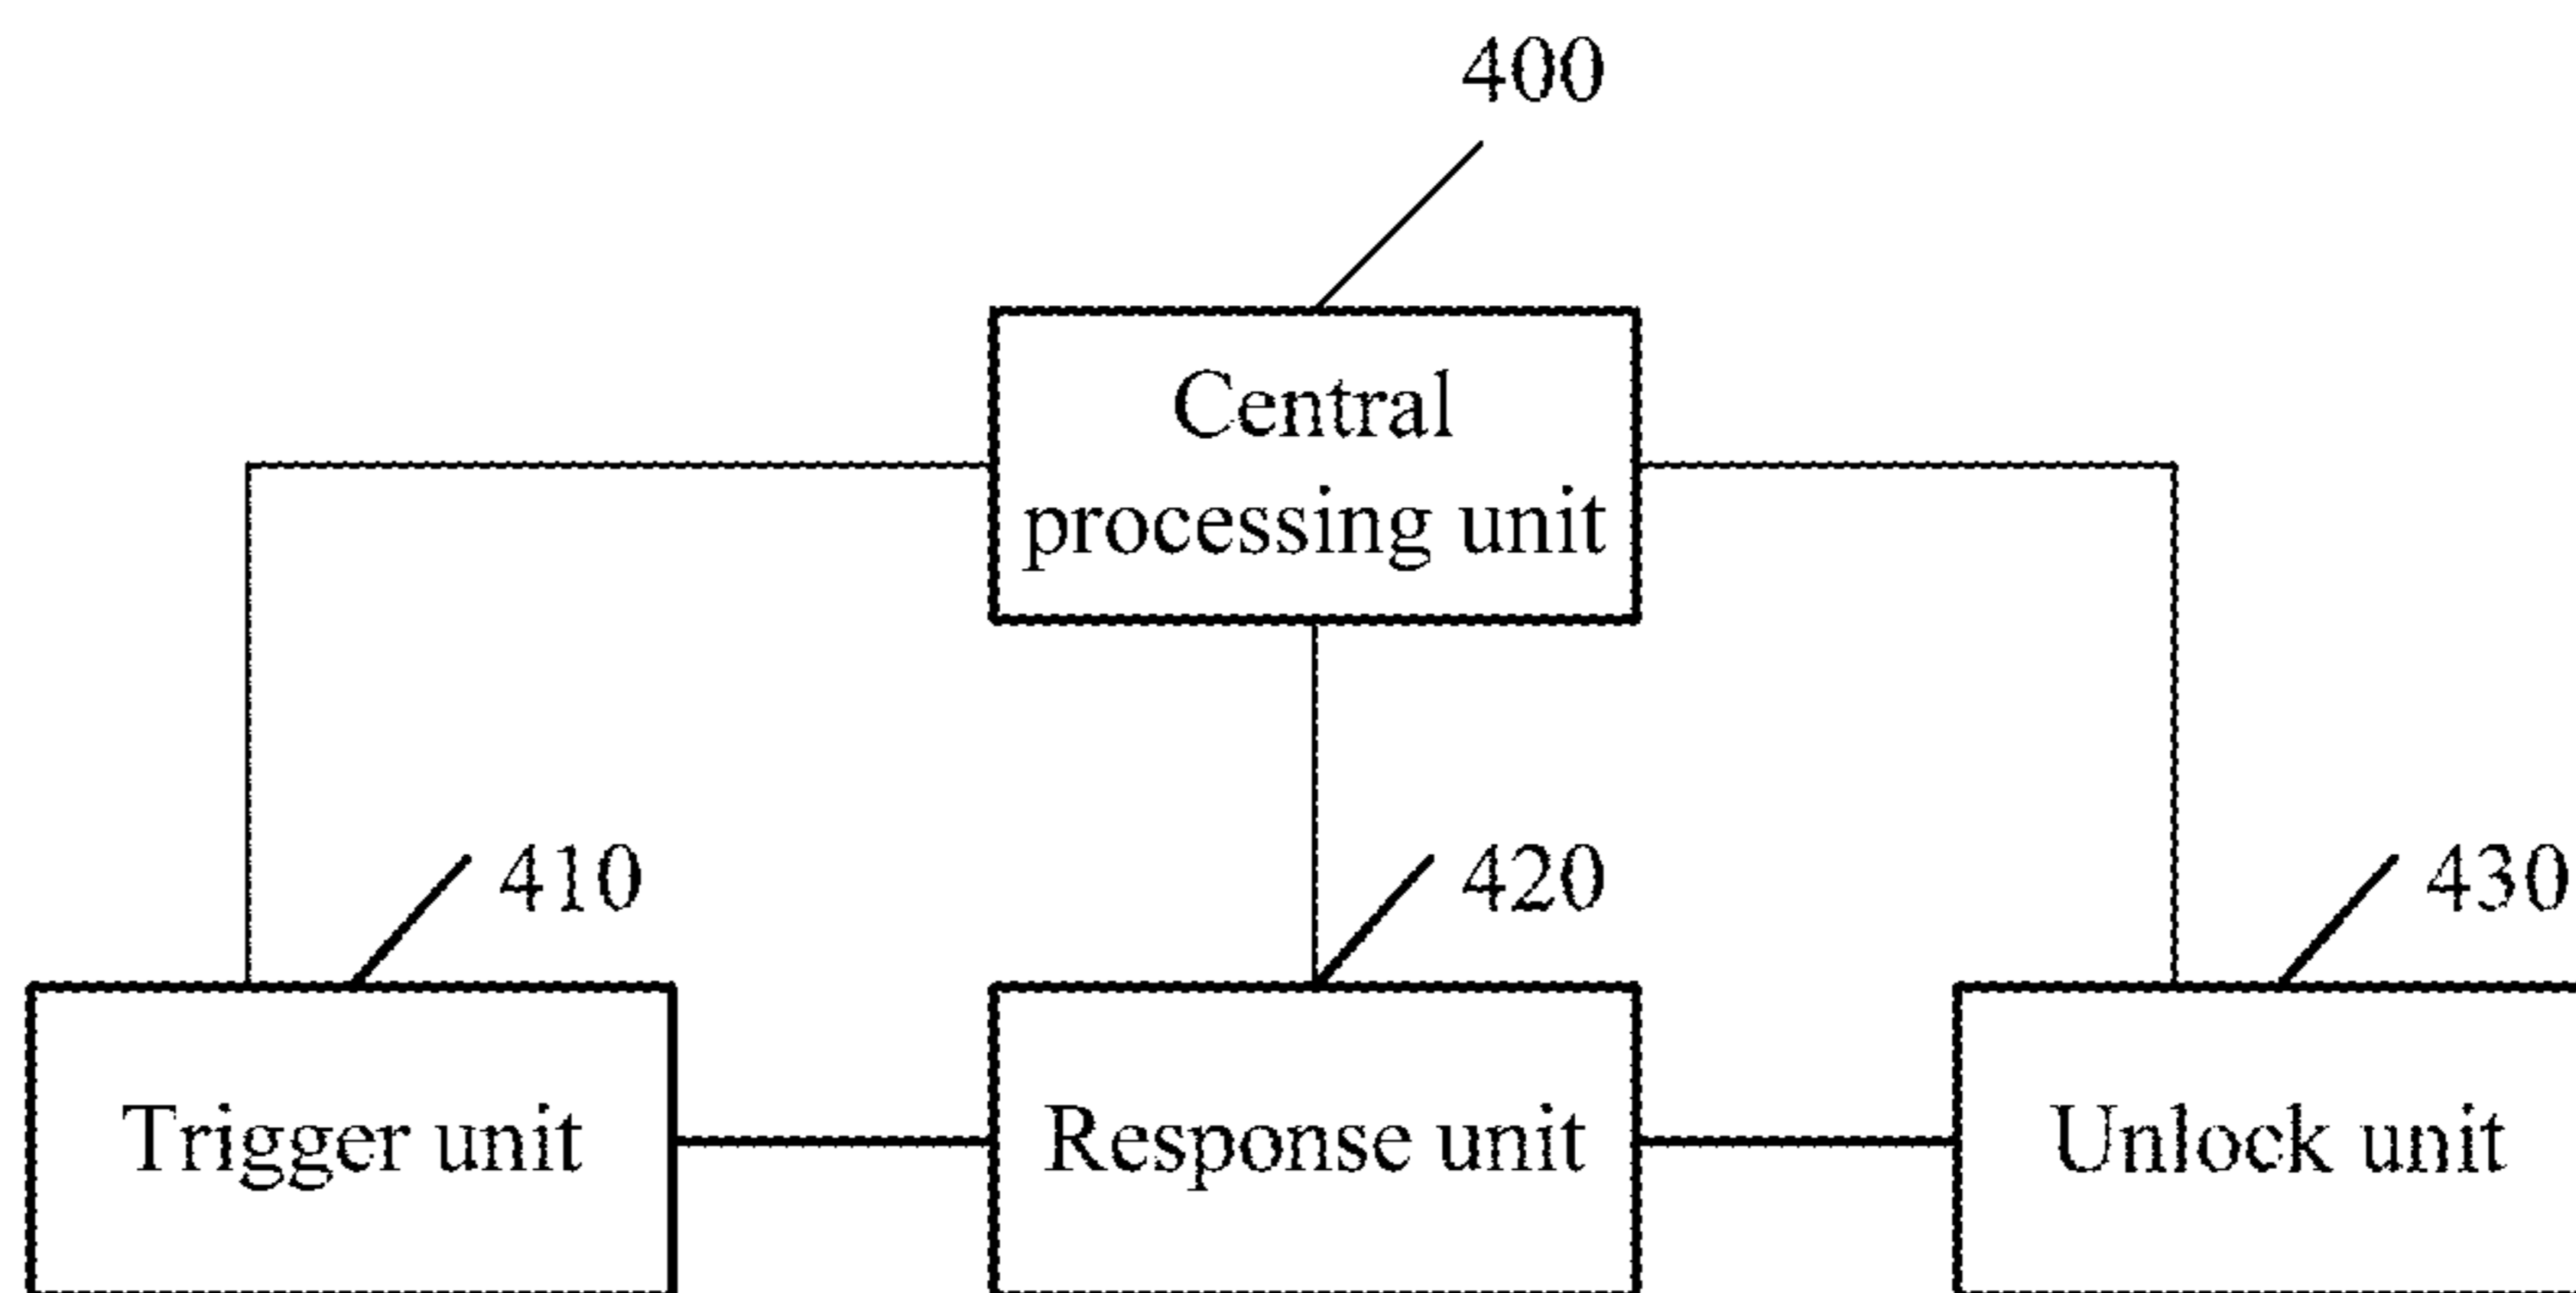 400
Central
processing unit
410
420
430
Trigger unit
Response unit
Unlock unit